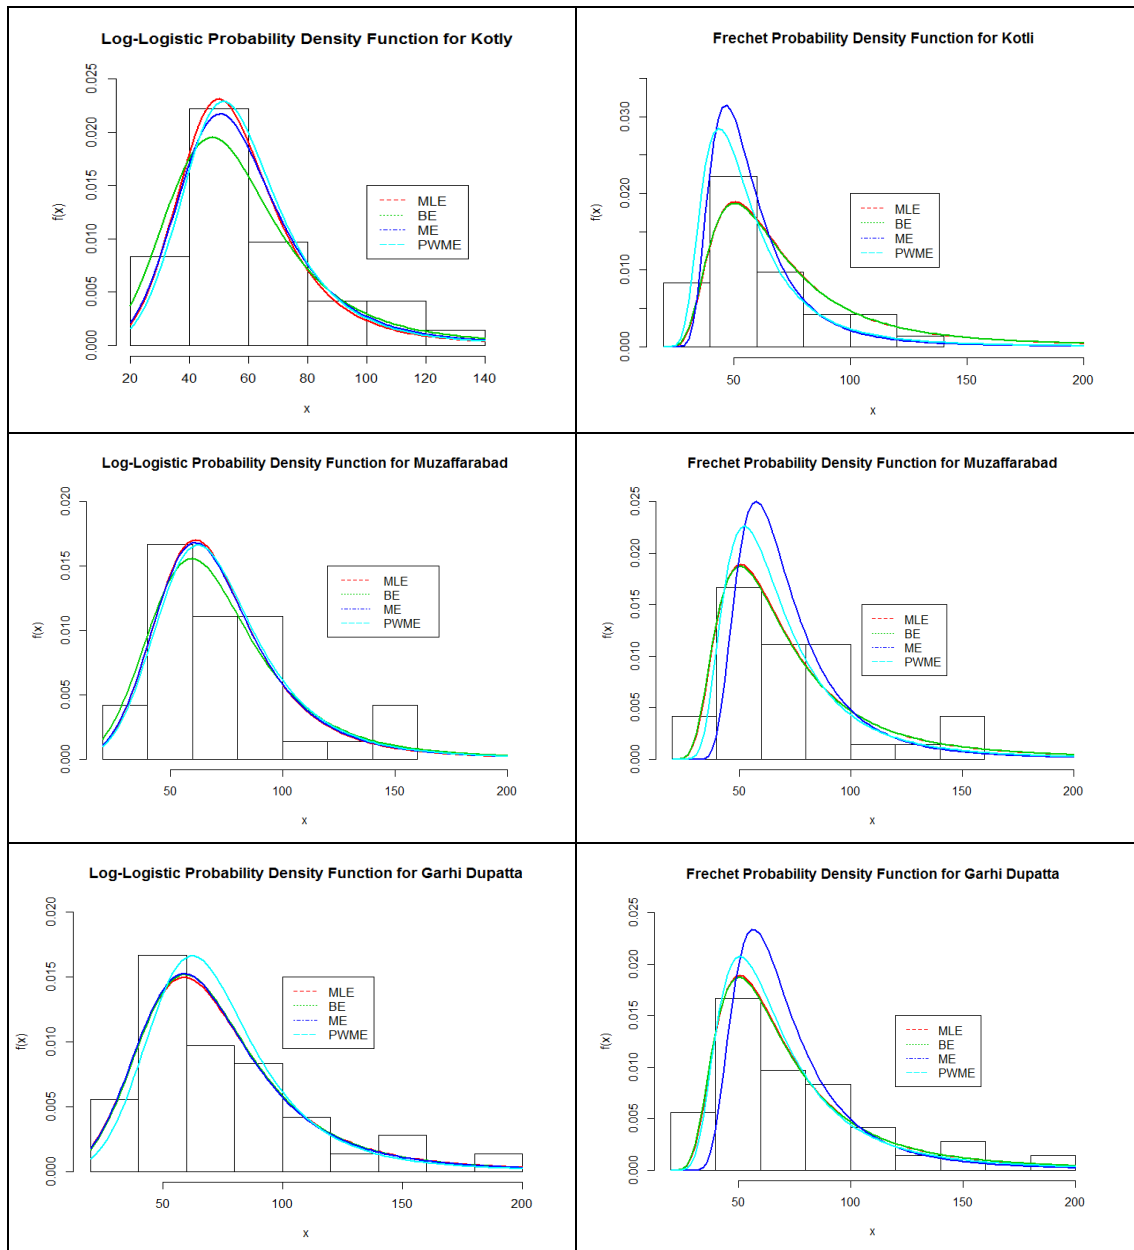 Log-Logistic Probability Density Function for Kotly
0.025
0.020
0.015
0.010
0.005
0.000
f(x)
MLE
BE
ME
PWME
20 40 60 80 100 120 140
x
Frechet Probability Density Function for Kotli
0.030
0.020
0.010
0.000
f(x)
MLE
BE
ME
PWME
50 100 150 200
x
Log-Logistic Probability Density Function for Muzaffarabad
0.020
0.015
0.010
0.005
0.000
f(x)
MLE
BE
ME
PWME
50 100 150 200
x
Frechet Probability Density Function for Muzaffarabad
0.025
0.020
0.015
0.010
0.005
0.000
f(x)
MLE
BE
ME
PWME
50 100 150 200
x
Log-Logistic Probability Density Function for Garhi Dupatta
0.020
0.015
0.010
0.005
0.000
f(x)
MLE
BE
ME
PWME
50 100 150 200
x
Frechet Probability Density Function for Garhi Dupatta
0.025
0.020
0.015
0.010
0.005
0.000
f(x)
MLE
BE
ME
PWME
50 100 150 200
x